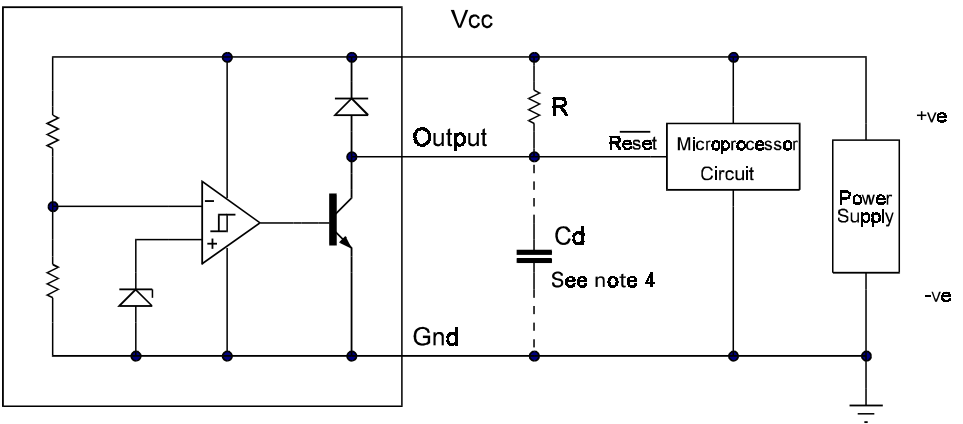 Vcc
+ve
R
Output
Reset
Microprocessor
Circuit
Power
Supply
−
+
Cd
See note 4
-ve
Gnd